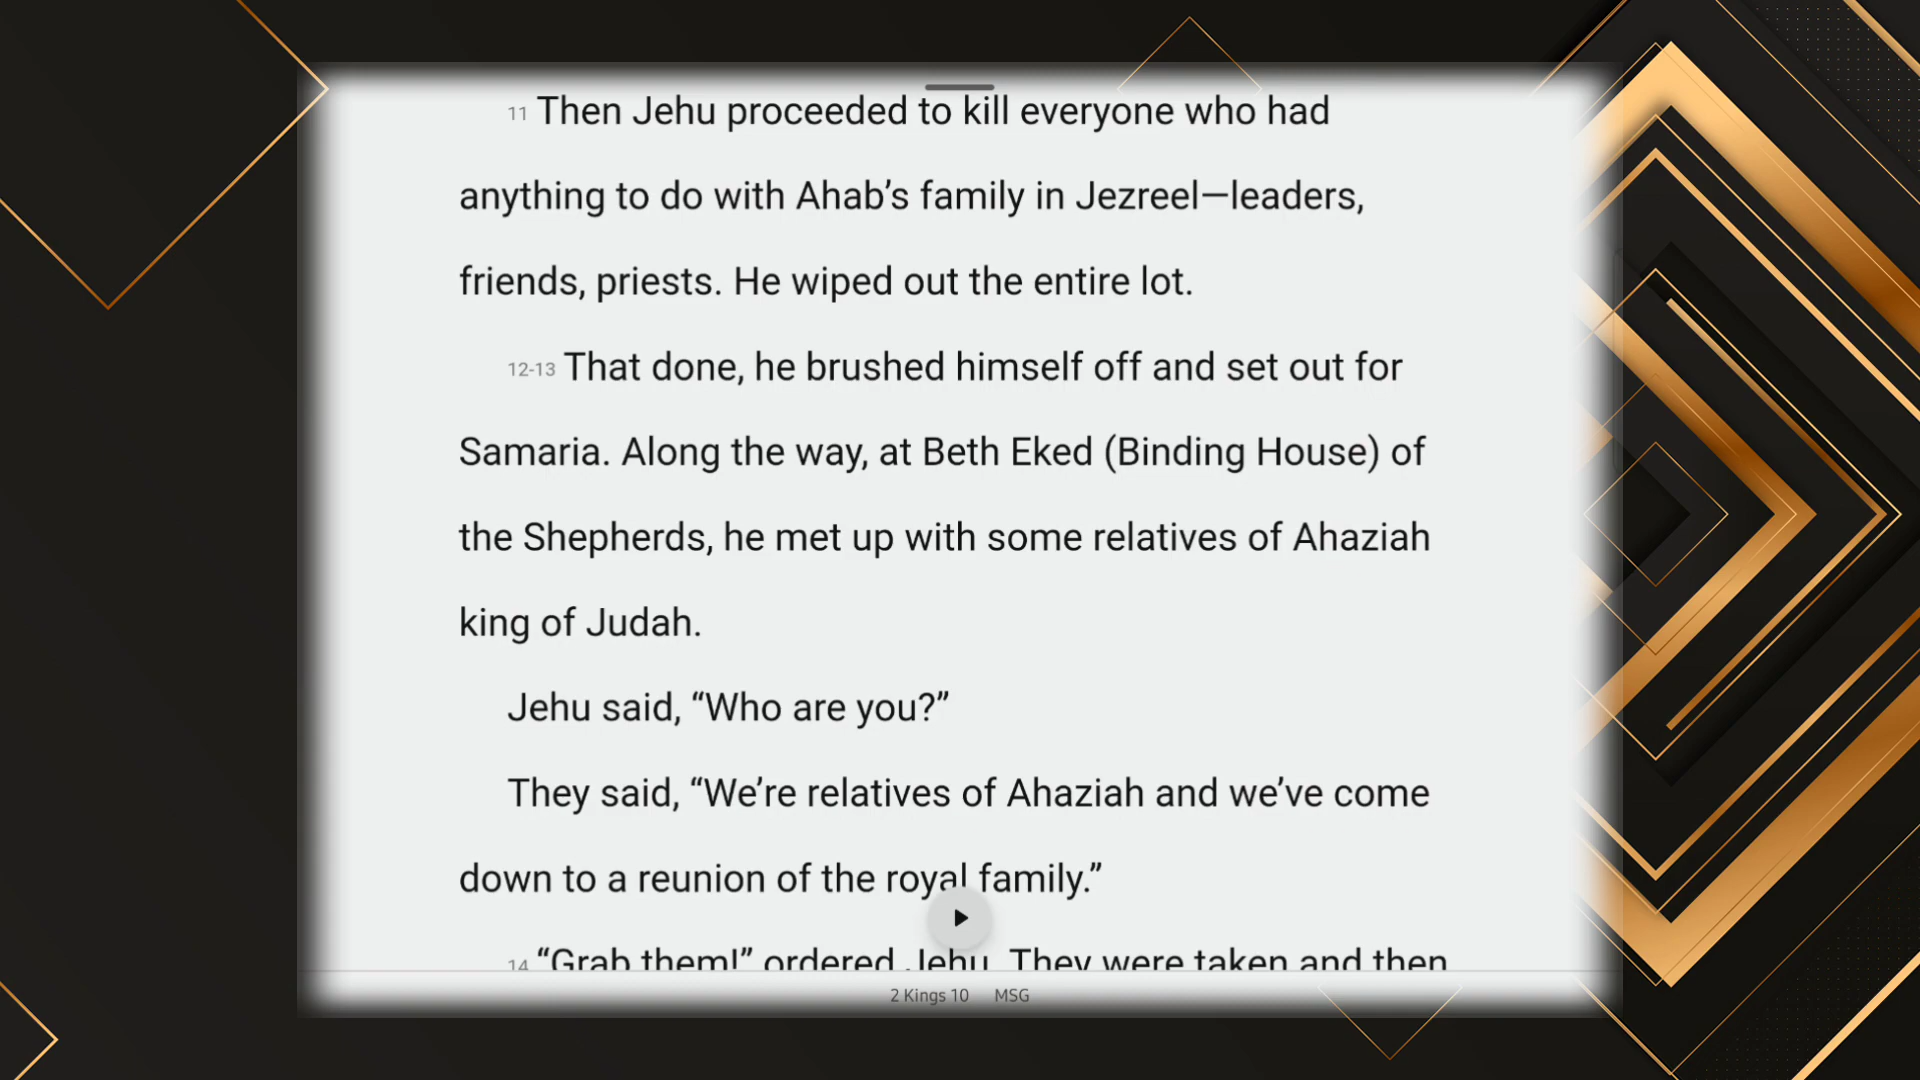 11 Then Jehu proceeded to kill everyone who had
anything to do with Ahab’s family in Jezreel—leaders,
friends, priests. He wiped out the entire lot.
12-13 That done, he brushed himself off and set out for
Samaria. Along the way, at Beth Eked (Binding House) of
the Shepherds, he met up with some relatives of Ahaziah
king of Judah.
Jehu said, “Who are you?”
They said, “We’re relatives of Ahaziah and we’ve come
down to a reunion of the royal family.”
14 “Grab them!” ordered Jehu. They were taken and then
2 Kings 10 MSG